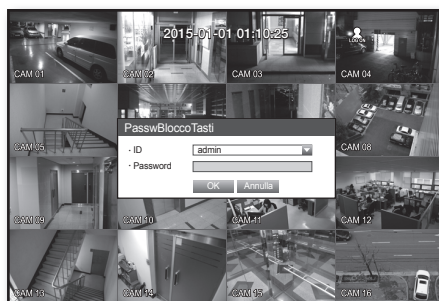 2015-01-01 01:10:25
LOG ON
CAM 01
CAM 02
CAM 03
CAM 04
CAM 05
CAM 08
PasswBloccoTasti
- ID
admin
- Password
OK
Annulla
CAM 09
CAM 10
CAM 11
CAM 12
CAM 13
CAM 14
CAM 15
CAM 16